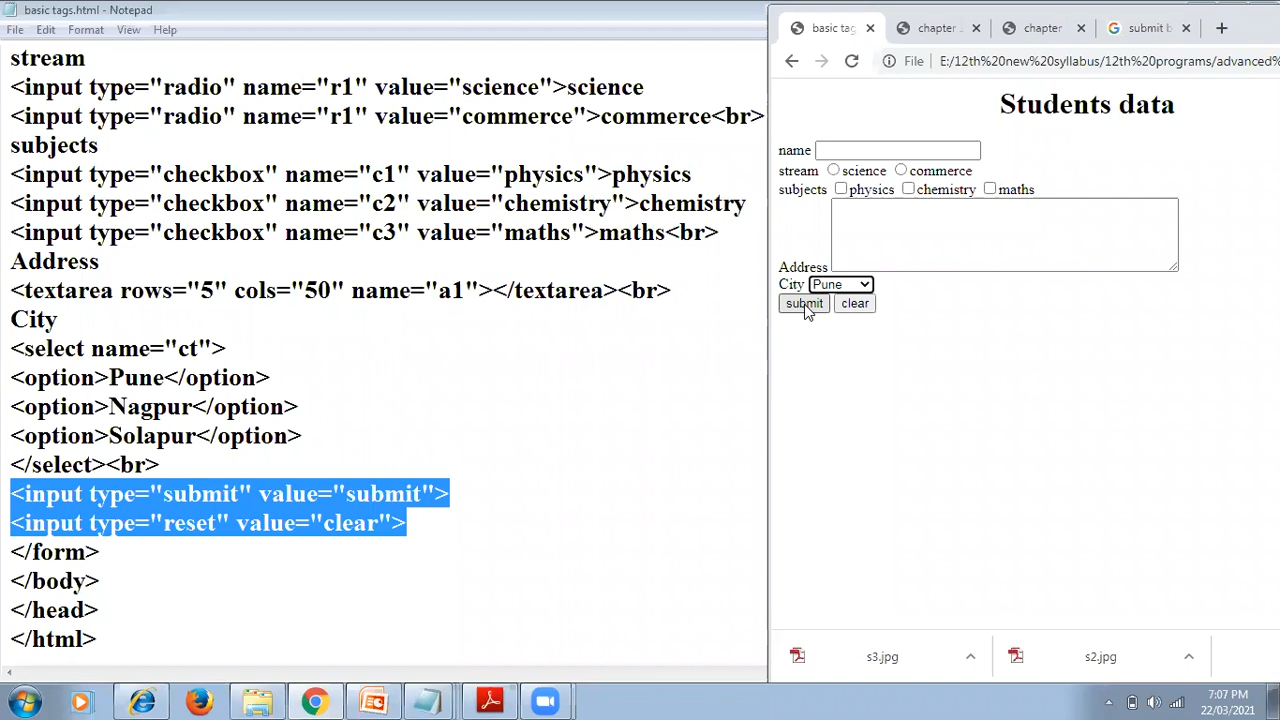 basic tags.html - Notepad
File Edit Format View Help
stream
<input type="radio" name="r1" value="science">science
<input type="radio" name="r1" value="commerce">commerce<br>
subjects
<input type="checkbox" name="c1" value="physics">physics
<input type="checkbox" name="c2" value="chemistry">chemistry
<input type="checkbox" name="c3" value="maths">maths<br>
Address
<textarea rows="5" cols="50" name="a1"></textarea><br>
City
<select name="ct">
<option>Pune</option>
<option>Nagpur</option>
<option>Solapur</option>
</select><br>
<input type="submit" value="submit">
<input type="reset" value="clear">
</form>
</body>
</head>
</html>
basic tag chapter chapter submit b
File E:/12th%20new%20syllabus/12th%20programs/advanced%
Students data
name
stream science commerce
subjects physics chemistry maths
Address
City Pune
submit clear
s3.jpg s2.jpg
7:07 PM
22/03/2021